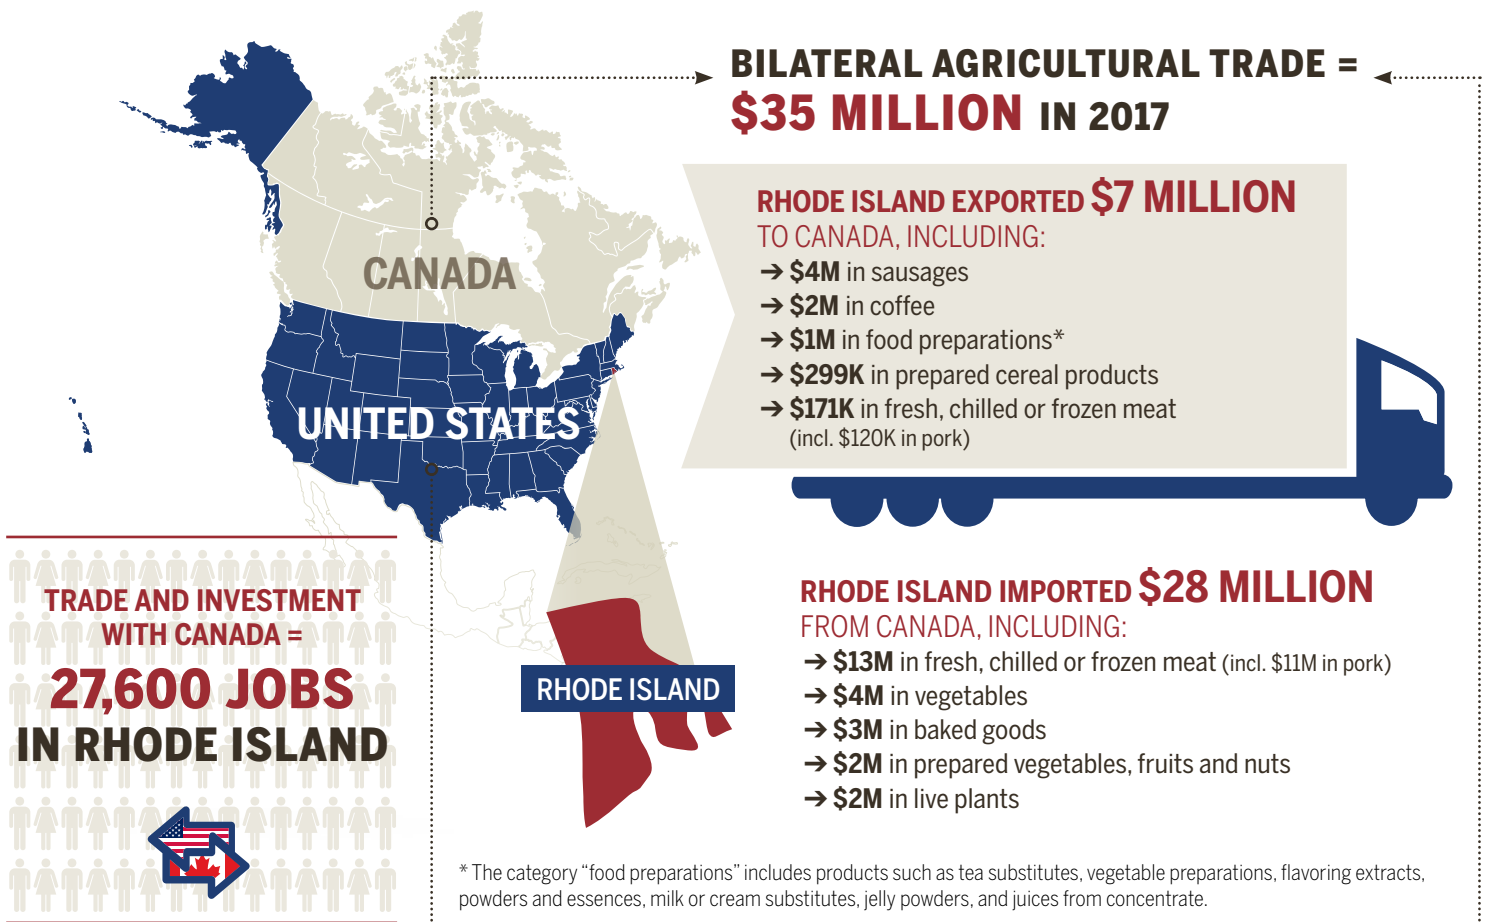 BILATERAL AGRICULTURAL TRADE =
$35 MILLION IN 2017
RHODE ISLAND EXPORTED $7 MILLION
TO CANADA, INCLUDING:
➔ $4M in sausages
➔ $2M in coffee
➔ $1M in food preparations*
➔ $299K in prepared cereal products
➔ $171K in fresh, chilled or frozen meat
(incl. $120K in pork)
CANADA
UNITED STATES
RHODE ISLAND
TRADE AND INVESTMENT
WITH CANADA =
27,600 JOBS
IN RHODE ISLAND
RHODE ISLAND IMPORTED $28 MILLION
FROM CANADA, INCLUDING:
➔ $13M in fresh, chilled or frozen meat (incl. $11M in pork)
➔ $4M in vegetables
➔ $3M in baked goods
➔ $2M in prepared vegetables, fruits and nuts
➔ $2M in live plants
* The category “food preparations” includes products such as tea substitutes, vegetable preparations, flavoring extracts,
powders and essences, milk or cream substitutes, jelly powders, and juices from concentrate.